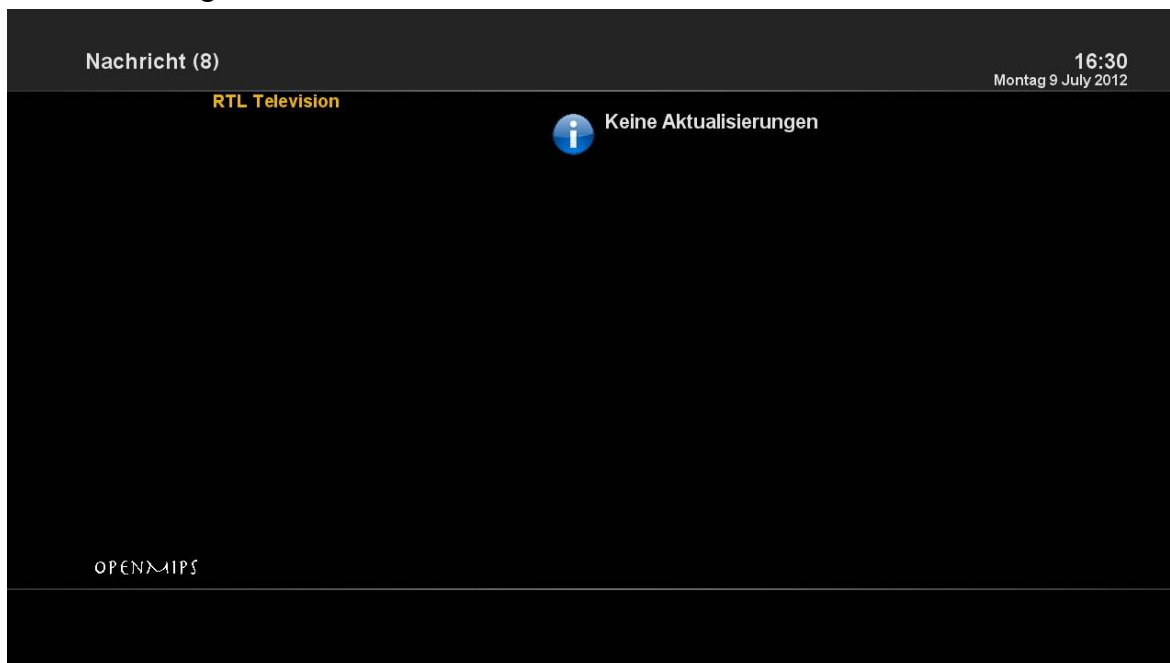 Nachricht (8)
16:30
Montag 9 July 2012
RTL Television
Keine Aktualisierungen
OPENMIPS